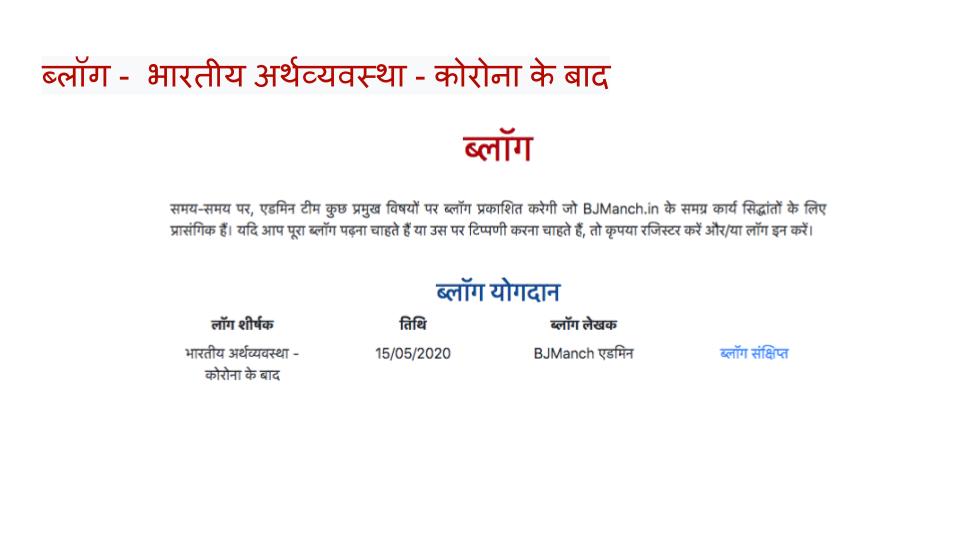 ब्लॉग -  भारतीय अर्थव्यवस्था - कोरोना के बाद
ब्लॉग
समय-समय पर, एडमिन टीम कुछ प्रमुख विषयों पर ब्लॉग प्रकाशित करेगी जो BJManch.in के समग्र कार्य सिद्धांतों के लिए
प्रासंगिक हैं। यदि आप पूरा ब्लॉग पढ़ना चाहते हैं या उस पर टिप्पणी करना चाहते हैं, तो कृपया रजिस्टर करें और/या लॉग इन करें।
ब्लॉग योगदान
लॉग शीर्षक तिथि ब्लॉग लेखक
भारतीय अर्थव्यवस्था - 15/05/2020 BJManch एडमिन ब्लॉग संक्षिप्त
कोरोना के बाद